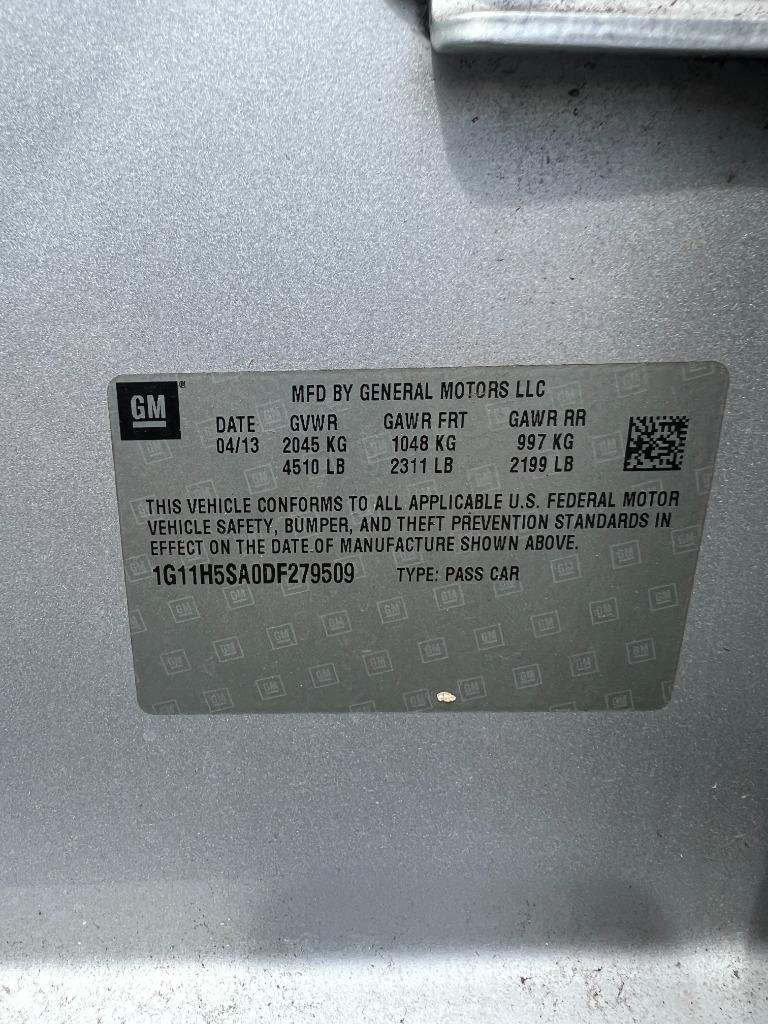 GM®
MFD BY GENERAL MOTORS LLC
DATE GVWR GAWR FRT GAWR RR
04/13 2045 KG 1048 KG 997 KG
4510 LB 2311 LB 2199 LB
THIS VEHICLE CONFORMS TO ALL APPLICABLE U.S. FEDERAL MOTOR
VEHICLE SAFETY, BUMPER, AND THEFT PREVENTION STANDARDS IN
EFFECT ON THE DATE OF MANUFACTURE SHOWN ABOVE.
1G11H5SA0DF279509 TYPE: PASS CAR